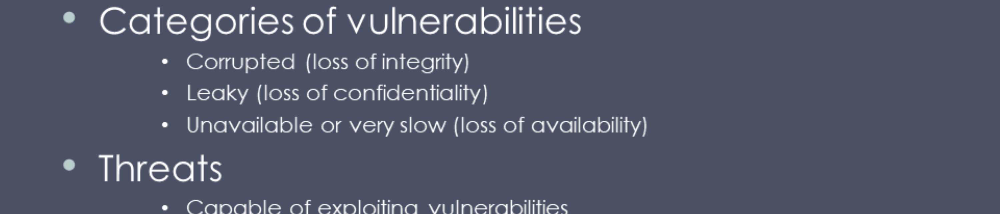 • Categories of vulnerabilities
• Corrupted (loss of integrity)
• Leaky (loss of confidentiality)
• Unavailable or very slow (loss of availability)
• Threats
• Capable of exploiting vulnerabilities